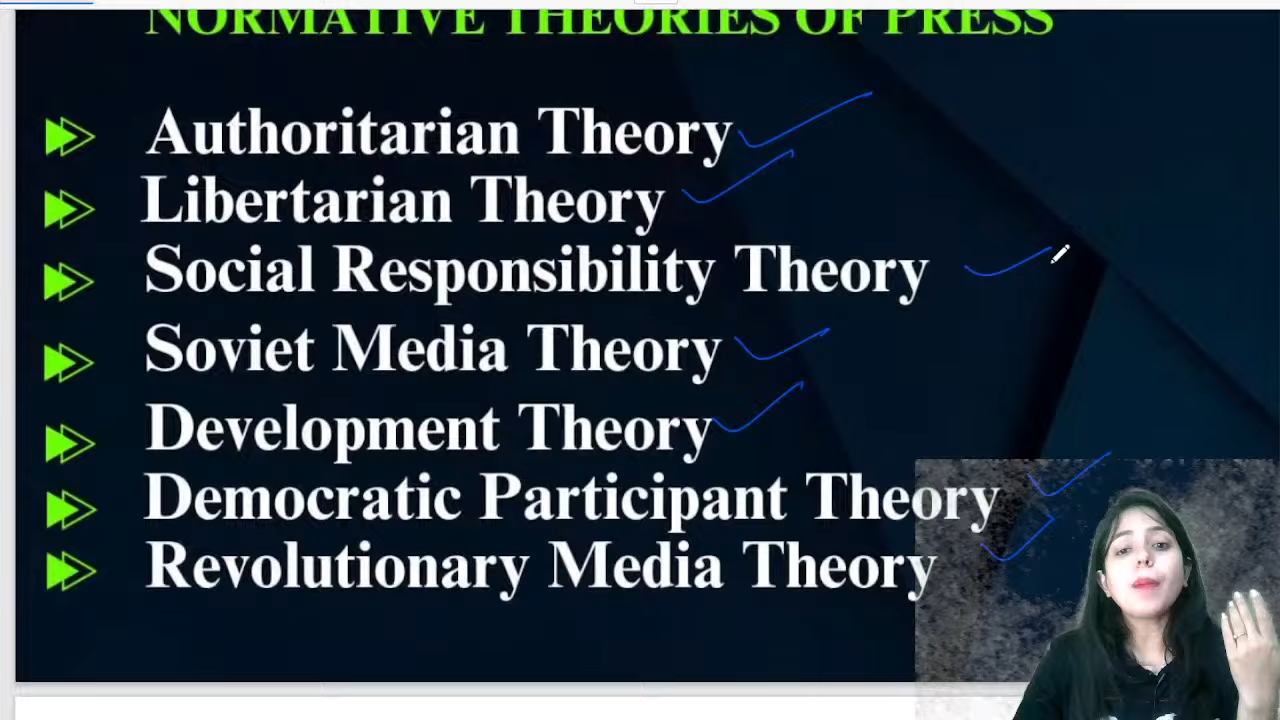 NORMATIVE THEORIES OF PRESS
Authoritarian Theory
Libertarian Theory
Social Responsibility Theory
Soviet Media Theory
Development Theory
Democratic Participant Theory
Revolutionary Media Theory